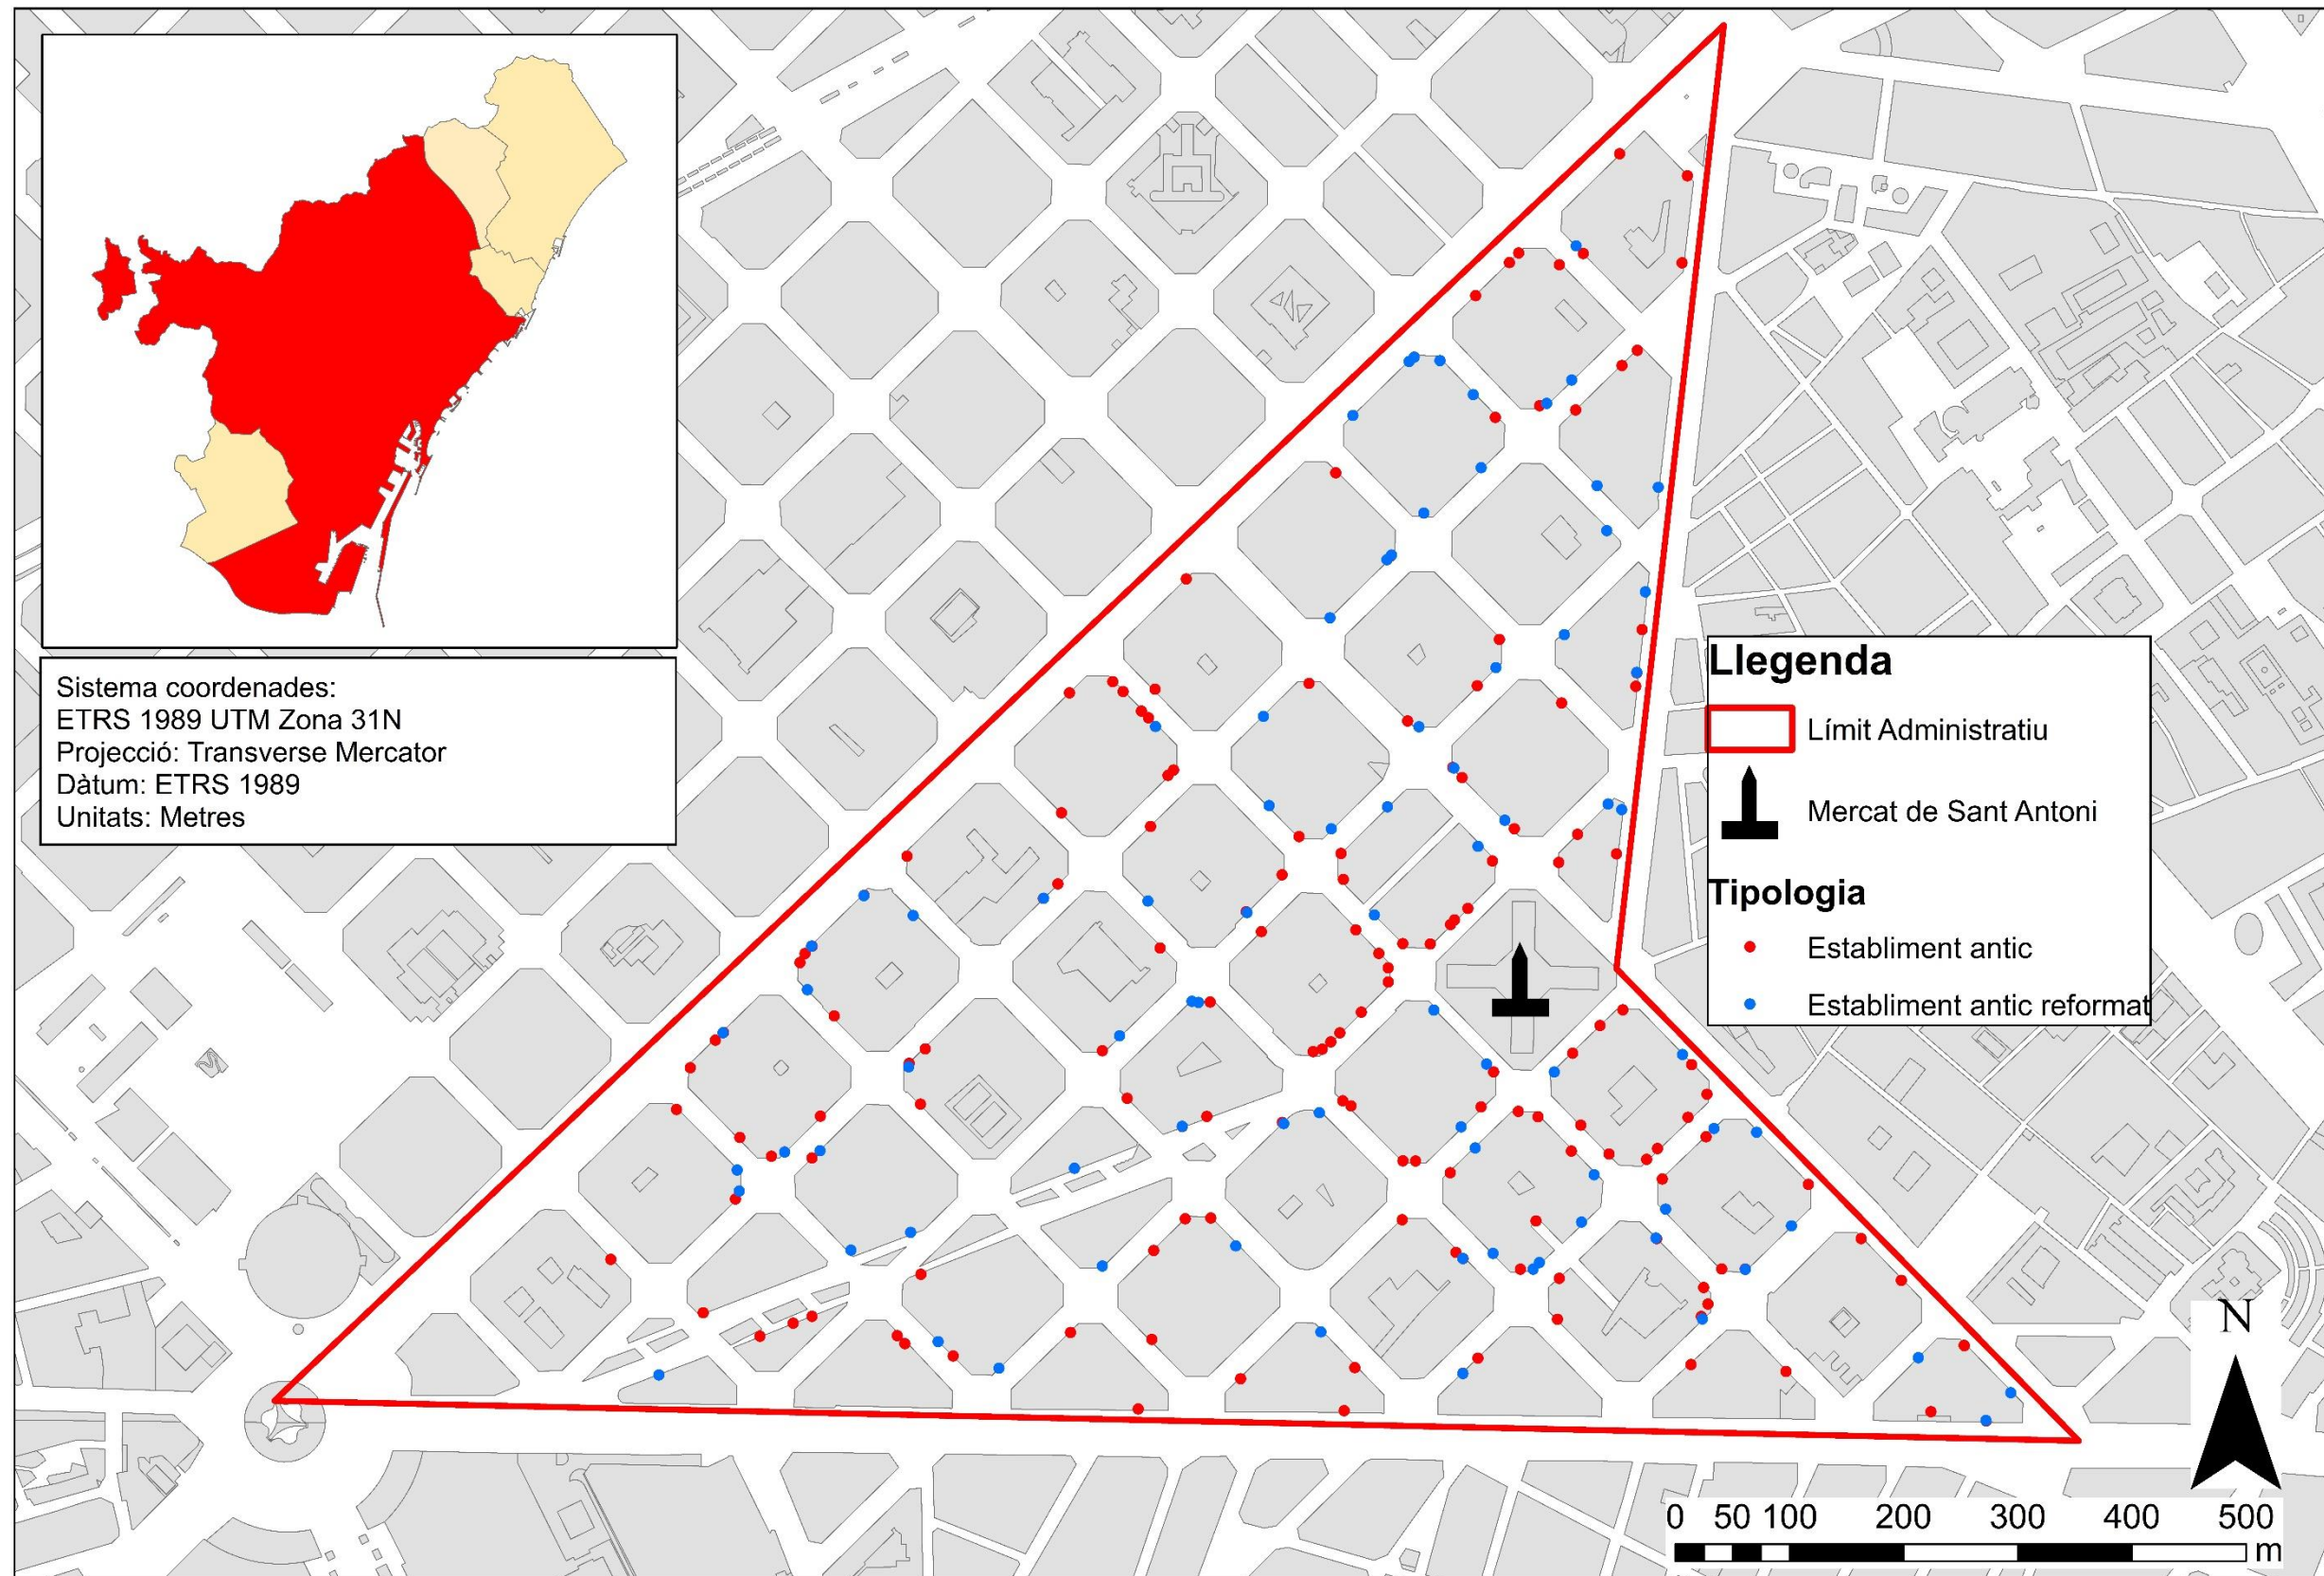 Sistema coordenades:
ETRS 1989 UTM Zona 31N
Projecció: Transverse Mercator
Dàtum: ETRS 1989
Unitats: Metres
Llegenda
Límit Administratiu
Mercat de Sant Antoni
Tipologia
Establiment antic
Establiment antic reformat
N
0 50 100 200 300 400 500
m